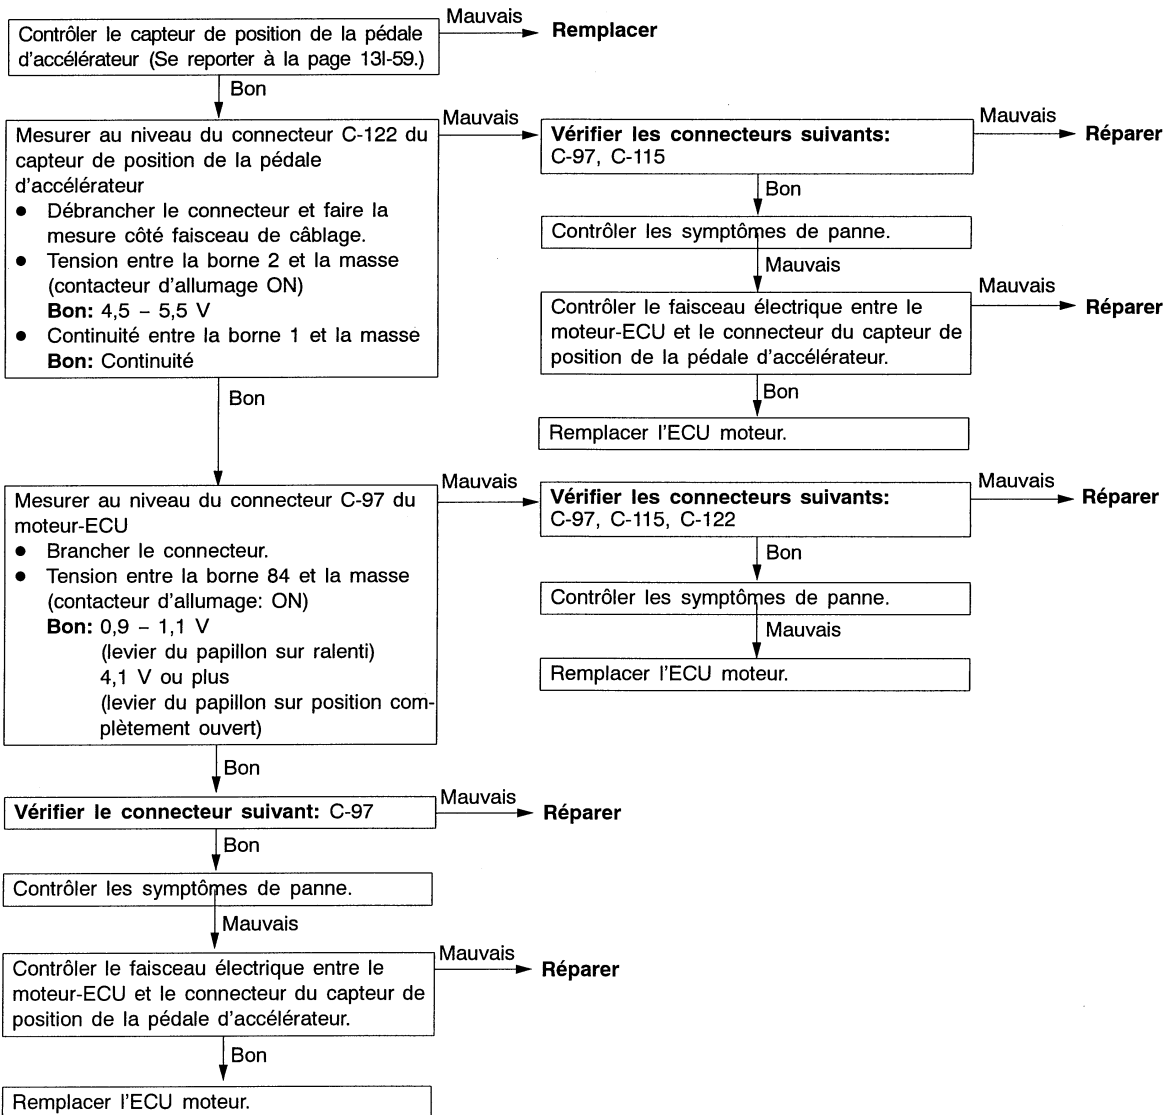 Contrôler le capteur de position de la pédale
d'accélérateur (Se reporter à la page 13I-59.)
Mauvais
Remplacer
Bon
Mesurer au niveau du connecteur C-122 du
capteur de position de la pédale
d'accélérateur
● Débrancher le connecteur et faire la
mesure côté faisceau de câblage.
● Tension entre la borne 2 et la masse
(contacteur d'allumage ON)
Bon: 4,5 – 5,5 V
● Continuité entre la borne 1 et la masse
Bon: Continuité
Mauvais
Vérifier les connecteurs suivants:
C-97, C-115
Mauvais
Réparer
Bon
Contrôler les symptômes de panne.
Mauvais
Contrôler le faisceau électrique entre le
moteur-ECU et le connecteur du capteur de
position de la pédale d'accélérateur.
Mauvais
Réparer
Bon
Remplacer l'ECU moteur.
Bon
Mesurer au niveau du connecteur C-97 du
moteur-ECU
● Brancher le connecteur.
● Tension entre la borne 84 et la masse
(contacteur d'allumage: ON)
Bon: 0,9 – 1,1 V
(levier du papillon sur ralenti)
4,1 V ou plus
(levier du papillon sur position com-
plètement ouvert)
Mauvais
Vérifier les connecteurs suivants:
C-97, C-115, C-122
Mauvais
Réparer
Bon
Contrôler les symptômes de panne.
Mauvais
Remplacer l'ECU moteur.
Bon
Vérifier le connecteur suivant: C-97
Mauvais
Réparer
Bon
Contrôler les symptômes de panne.
Mauvais
Contrôler le faisceau électrique entre le
moteur-ECU et le connecteur du capteur de
position de la pédale d'accélérateur.
Mauvais
Réparer
Bon
Remplacer l'ECU moteur.